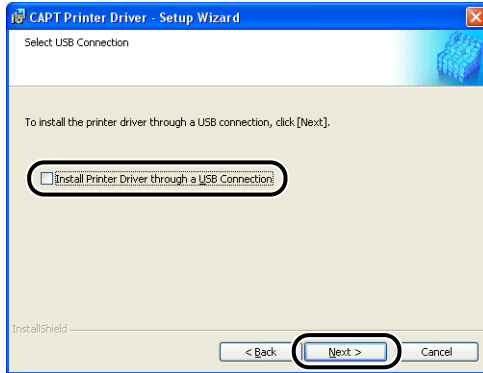 CAPT Printer Driver - Setup Wizard
Select USB Connection
To install the printer driver through a USB connection, click [Next].
Install Printer Driver through a USB Connection
InstallShield
< Back Next > Cancel